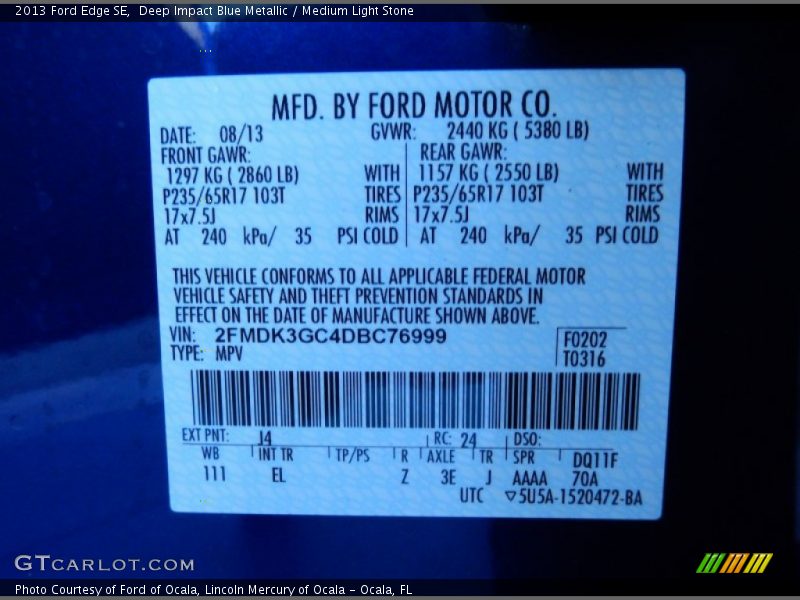 2013 Ford Edge SE, Deep Impact Blue Metallic / Medium Light Stone
MFD. BY FORD MOTOR CO.
DATE: 08/13 GVWR: 2440 KG ( 5380 LB)
FRONT GAWR: REAR GAWR:
1297 KG ( 2860 LB) WITH 1157 KG ( 2550 LB) WITH
P235/65R17 103T TIRES P235/65R17 103T TIRES
17x7.5J RIMS 17x7.5J RIMS
AT 240 kPa/ 35 PSI COLD AT 240 kPa/ 35 PSI COLD
THIS VEHICLE CONFORMS TO ALL APPLICABLE FEDERAL MOTOR
VEHICLE SAFETY AND THEFT PREVENTION STANDARDS IN
EFFECT ON THE DATE OF MANUFACTURE SHOWN ABOVE.
VIN: 2FMDK3GC4DBC76999 F0202
TYPE: MPV T0316
EXT PNT: J4 RC: 24 DSO:
WB INT TR TP/PS R AXLE TR SPR DQ11F
111 EL Z 3E J AAAA 70A
UTC ▽5U5A-1520472-BA
GTCARLOT.COM
Photo Courtesy of Ford of Ocala, Lincoln Mercury of Ocala - Ocala, FL